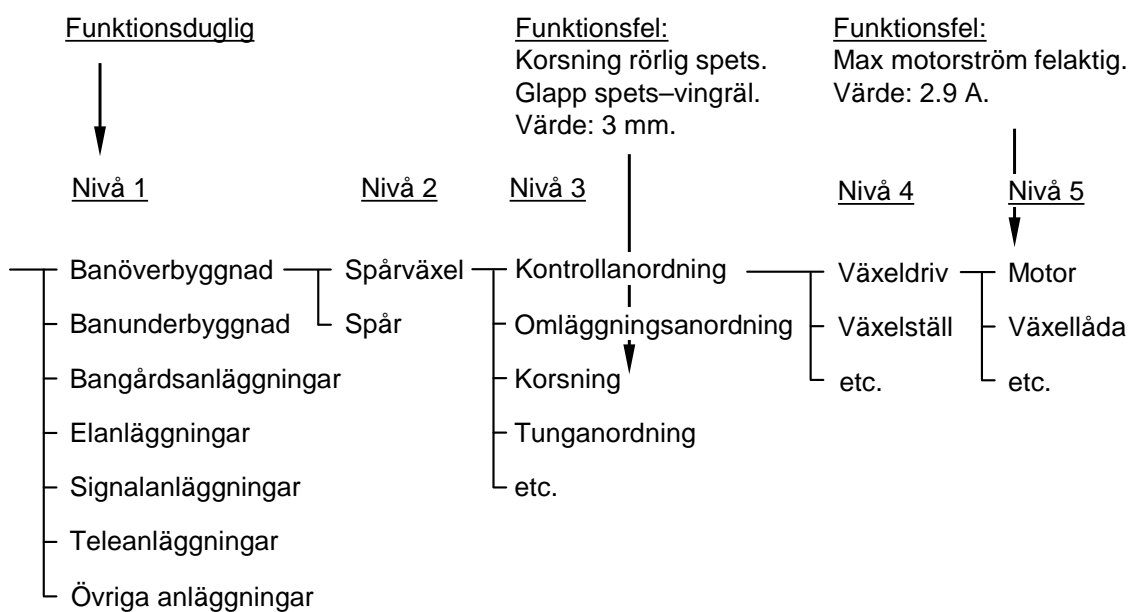 Funktionsduglig
Funktionsfel:
Korsning rörlig spets.
Glapp spets–vingräl.
Värde: 3 mm.
Funktionsfel:
Max motorström felaktig.
Värde: 2.9 A.
Nivå 1
Nivå 2
Nivå 3
Nivå 4
Nivå 5
Banöverbyggnad
Banunderbyggnad
Bangårdsanläggningar
Elanläggningar
Signalanläggningar
Teleanläggningar
Övriga anläggningar
Spårväxel
Spår
Kontrollanordning
Omläggningsanordning
Korsning
Tunganordning
etc.
Växeldriv
Växelställ
etc.
Motor
Växellåda
etc.